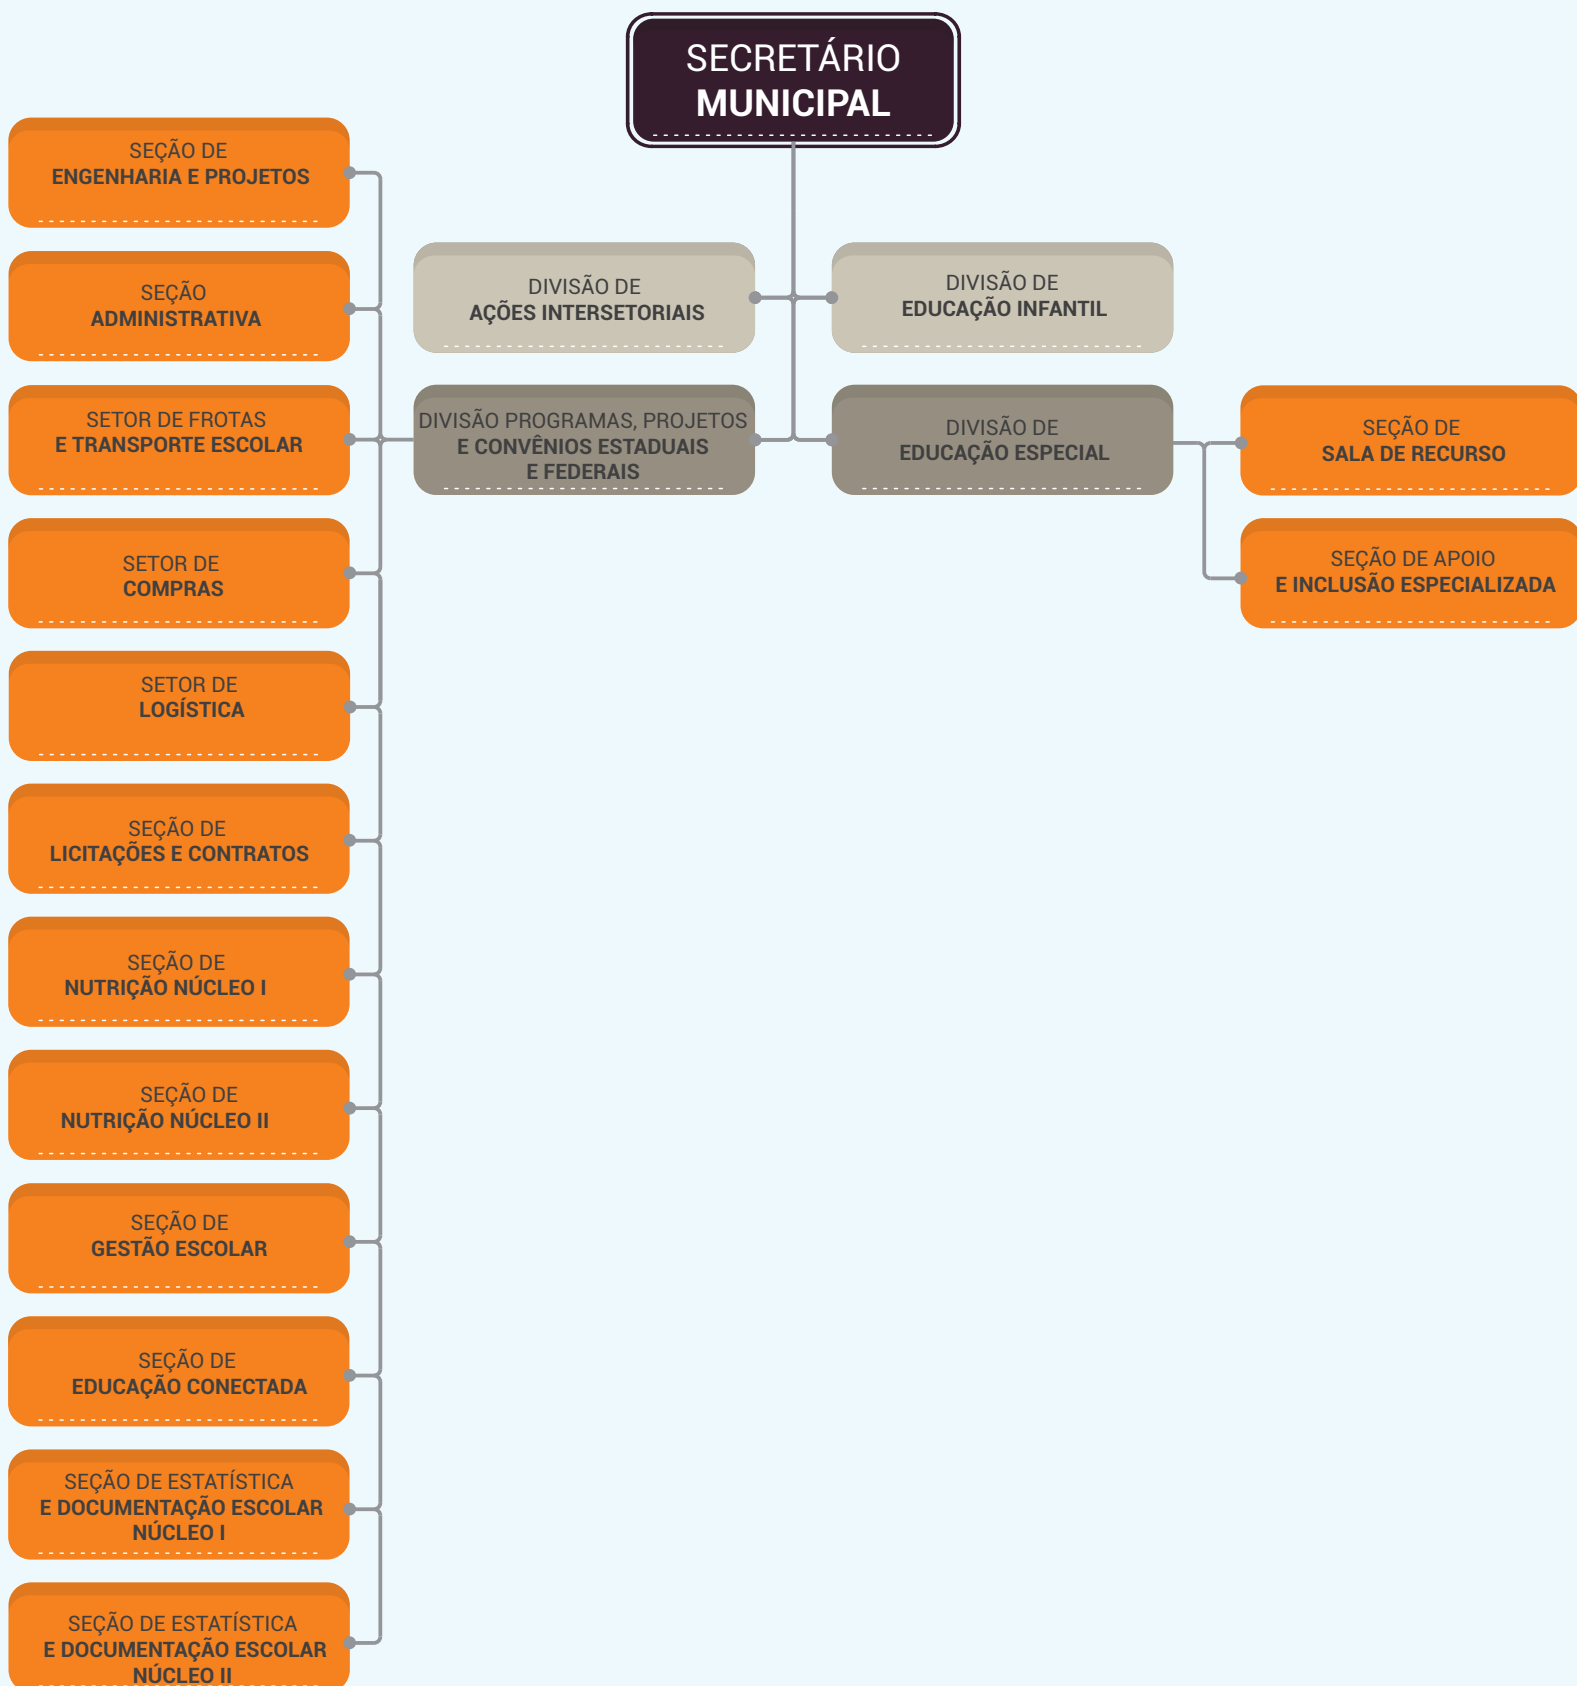 SECRETÁRIO
MUNICIPAL
SEÇÃO DE
ENGENHARIA E PROJETOS
SEÇÃO
ADMINISTRATIVA
SETOR DE FROTAS
E TRANSPORTE ESCOLAR
SETOR DE
COMPRAS
SETOR DE
LOGÍSTICA
SEÇÃO DE
LICITAÇÕES E CONTRATOS
SEÇÃO DE
NUTRIÇÃO NÚCLEO I
SEÇÃO DE
NUTRIÇÃO NÚCLEO II
SEÇÃO DE
GESTÃO ESCOLAR
SEÇÃO DE
EDUCAÇÃO CONECTADA
SEÇÃO DE ESTATÍSTICA
E DOCUMENTAÇÃO ESCOLAR
NÚCLEO I
SEÇÃO DE ESTATÍSTICA
E DOCUMENTAÇÃO ESCOLAR
NÚCLEO II
DIVISÃO DE
AÇÕES INTERSETORIAIS
DIVISÃO DE
EDUCAÇÃO INFANTIL
DIVISÃO PROGRAMAS, PROJETOS
E CONVÊNIOS ESTADUAIS
E FEDERAIS
DIVISÃO DE
EDUCAÇÃO ESPECIAL
SEÇÃO DE
SALA DE RECURSO
SEÇÃO DE APOIO
E INCLUSÃO ESPECIALIZADA